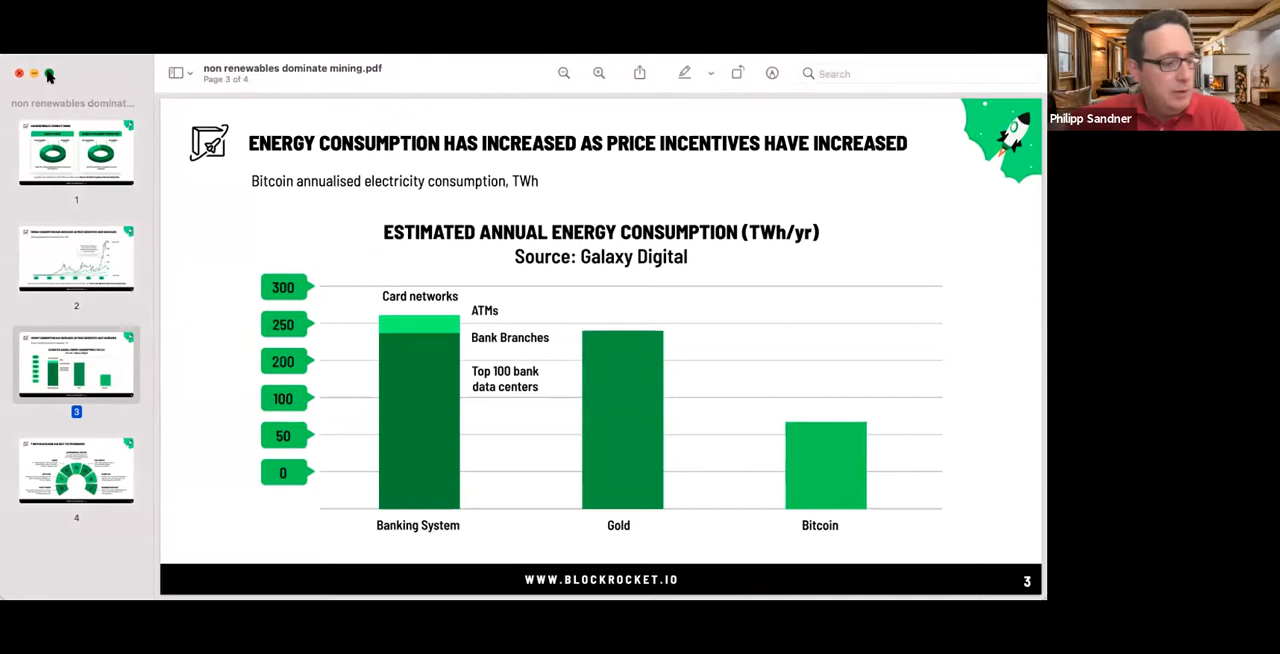 non renewables dominate mining.pdf
Page 3 of 4
Search
Philipp Sandner
non renewables dominat...
1
2
3
4
ENERGY CONSUMPTION HAS INCREASED AS PRICE INCENTIVES HAVE INCREASED
Bitcoin annualised electricity consumption, TWh
ESTIMATED ANNUAL ENERGY CONSUMPTION (TWh/yr)
Source: Galaxy Digital
300
250
200
100
50
0
Card networks
ATMs
Bank Branches
Top 100 bank
data centers
Banking System
Gold
Bitcoin
WWW.BLOCKROCKET.IO
3